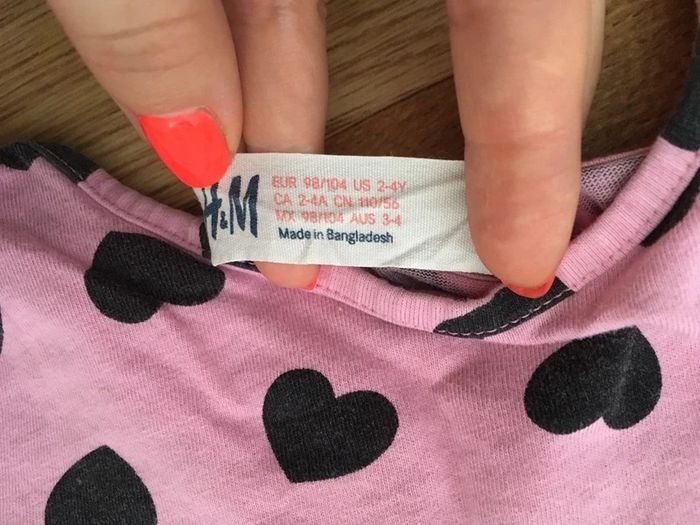 H&M
EUR 98/104 US 2-4Y
CA 2-4A CN 110/56
MX 98/104 AUS 3-4
Made in Bangladesh